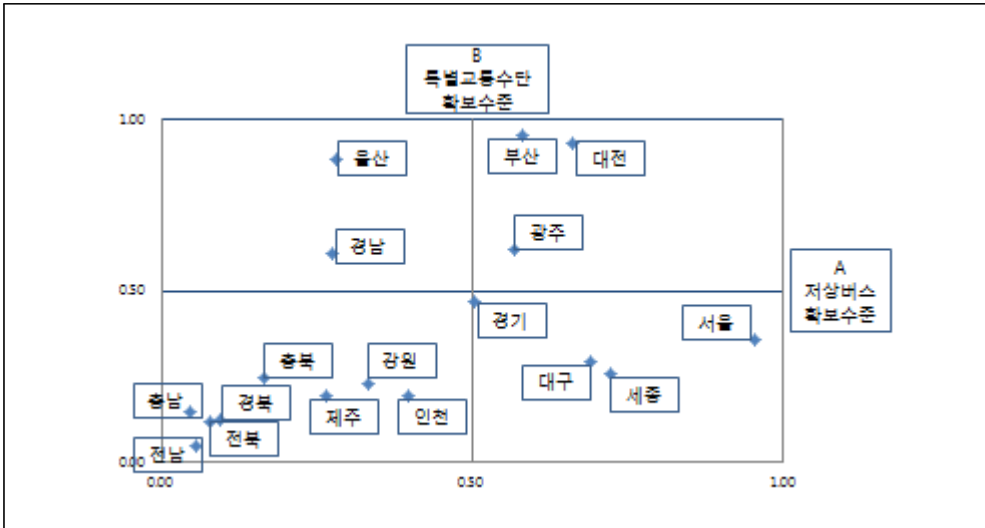 B
특별교통수단
확보수준
1.00
울산
부산
대전
경남
광주
A
저상버스
확보수준
0.50
경기
서울
충북
강원
대구
세종
충남
경북
제주
인천
전북
전남
0.00
0.00
0.50
1.00